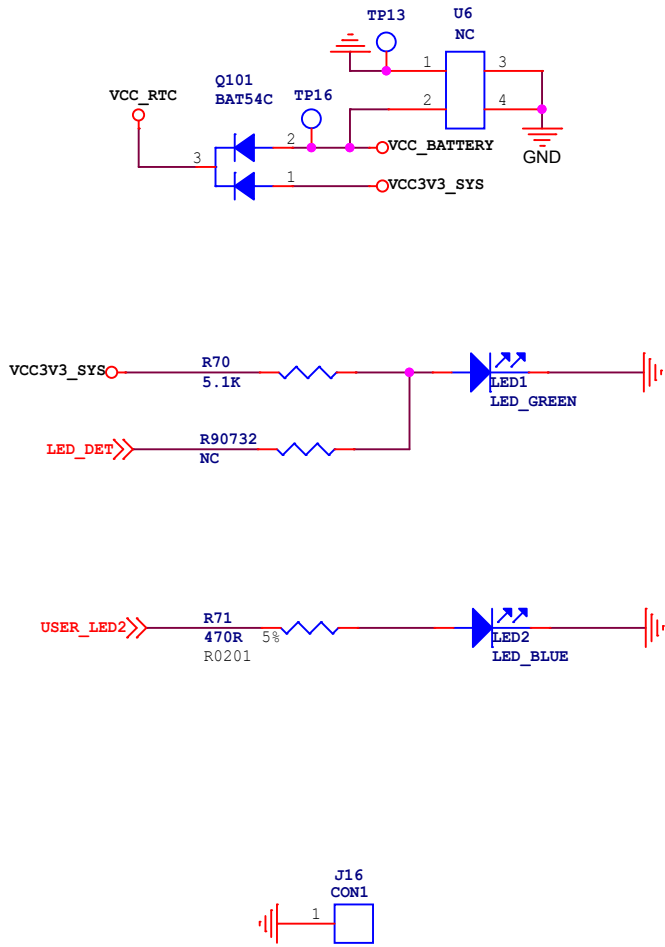 U6
TP13
NC
1
3
Q101
BAT54C
TP16
VCC_RTC
2
4
2
VCC_BATTERY
GND
3
1
VCC3V3_SYS
R70
VCC3V3_SYS
5.1K
LED1
LED_GREEN
R90732
LED_DET
NC
R71
USER_LED2
470R
5%
R0201
LED2
LED_BLUE
J16
CON1
1